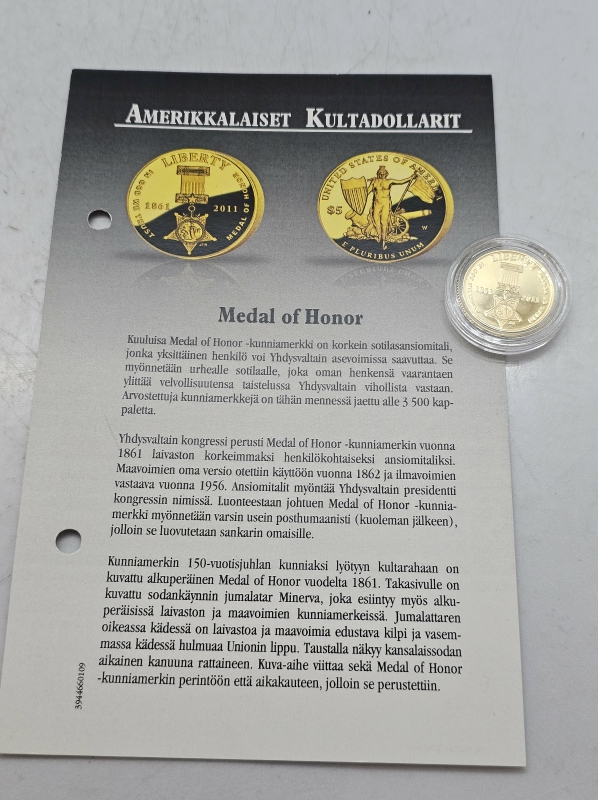 AMERIKKALAISET KULTADOLLARIT
LIBERTY
IN GOD WE TRUST
1861
2011
MEDAL OF HONOR
UNITED STATES OF AMERICA
$5
W
E PLURIBUS UNUM
LIBERTY
1861
2011
Medal of Honor
Kuuluisa Medal of Honor -kunniamerkki on korkein sotilasansiomitali,
jonka yksittäinen henkilö voi Yhdysvaltain asevoimissa saavuttaa. Se
myönnetään urhealle sotilaalle, joka oman henkensä vaarantaen
ylittää velvollisuutensa taistelussa Yhdysvaltain vihollista vastaan.
Arvostettuja kunniamerkkejä on tähän mennessä jaettu alle 3 500 kap-
paletta.
Yhdysvaltain kongressi perusti Medal of Honor -kunniamerkin vuonna
1861 laivaston korkeimmaksi henkilökohtaiseksi ansiomitaliksi.
Maavoimien oma versio otettiin käyttöön vuonna 1862 ja ilmavoimien
vastaava vuonna 1956. Ansiomitalit myöntää Yhdysvaltain presidentti
kongressin nimissä. Luonteestaan johtuen Medal of Honor -kunnia-
merkki myönnetään varsin usein posthumaanisti (kuoleman jälkeen),
jolloin se luovutetaan sankarin omaisille.
Kunniamerkin 150-vuotisjuhlan kunniaksi lyötyyn kultarahaan on
kuvattu alkuperäinen Medal of Honor vuodelta 1861. Takasivulle on
kuvattu sodankäynnin jumalatar Minerva, joka esiintyy myös alku-
peräisissä laivaston ja maavoimien kunniamerkeissä. Jumalattaren
oikeassa kädessä on laivastoa ja maavoimia edustava kilpi ja vasem-
massa kädessä hulmuaa Unionin lippu. Taustalla näkyy kansalaissodan
aikainen kanuuna rattaineen. Kuva-aihe viittaa sekä Medal of Honor
-kunniamerkin perintöön että aikakauteen, jolloin se perustettiin.
3944660109